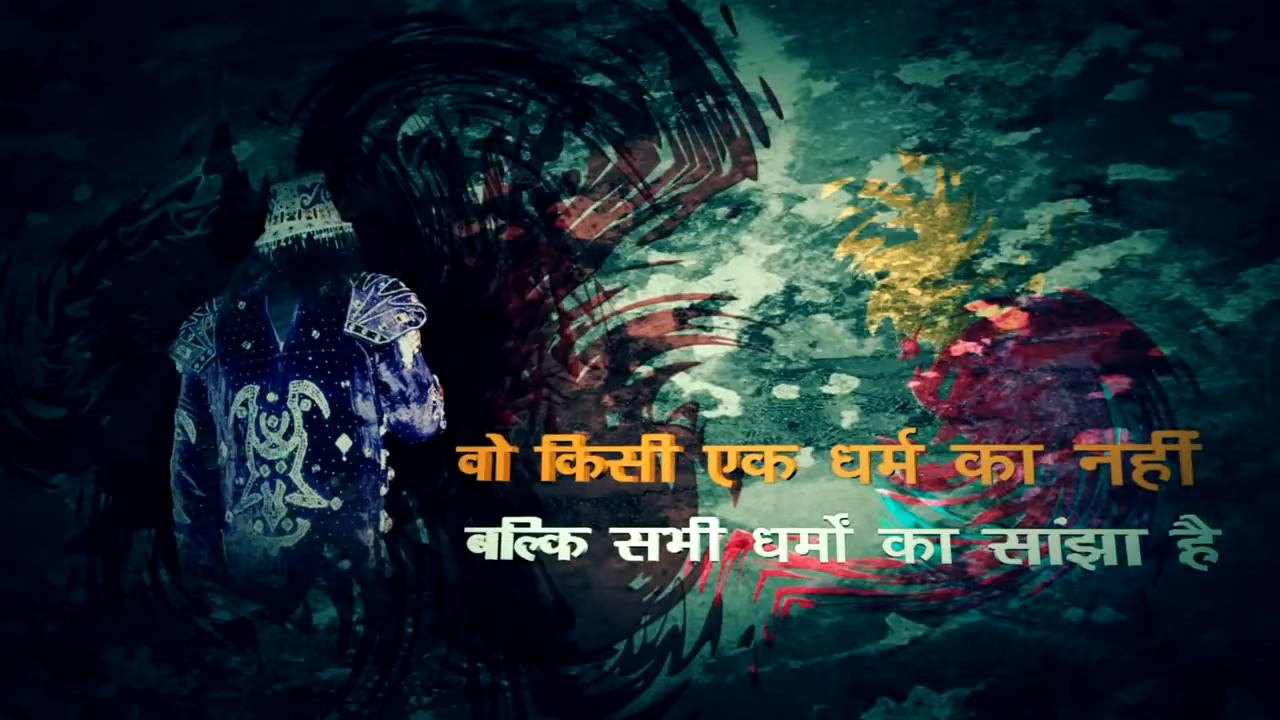 वो किसी एक धर्म का नहीं
बल्कि सभी धर्मों का सांझा है